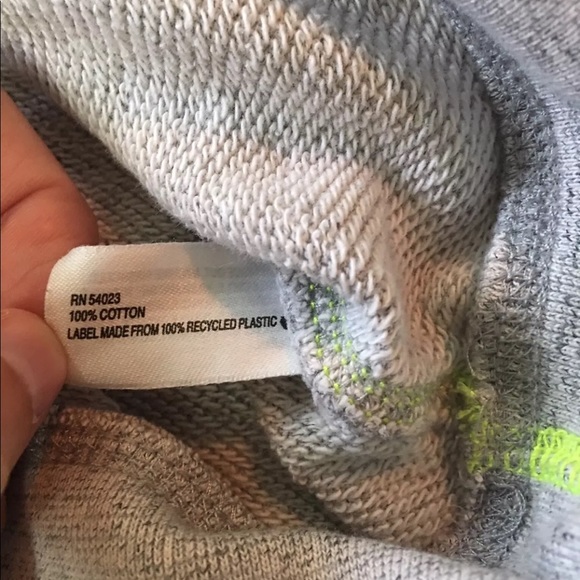 RN 54023
100% COTTON
LABEL MADE FROM 100% RECYCLED PLASTIC